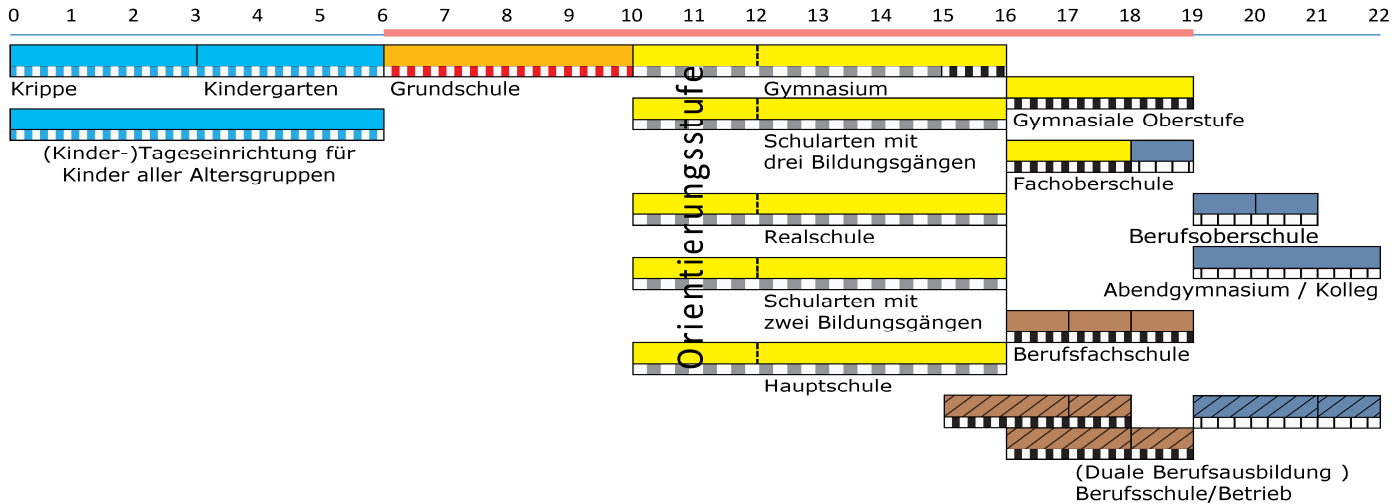 0 1 2 3 4 5 6 7 8 9 10 11 12 13 14 15 16 17 18 19 20 21 22
Krippe
Kindergarten
Grundschule
Gymnasium
Gymnasiale Oberstufe
(Kinder-)Tageseinrichtung für
Kinder aller Altersgruppen
Orientierungsstufe
Schularten mit
drei Bildungsgängen
Fachoberschule
Realschule
Berufsoberschule
Abendgymnasium / Kolleg
Schularten mit
zwei Bildungsgängen
Berufsfachschule
Hauptschule
(Duale Berufsausbildung )
Berufsschule/Betrieb